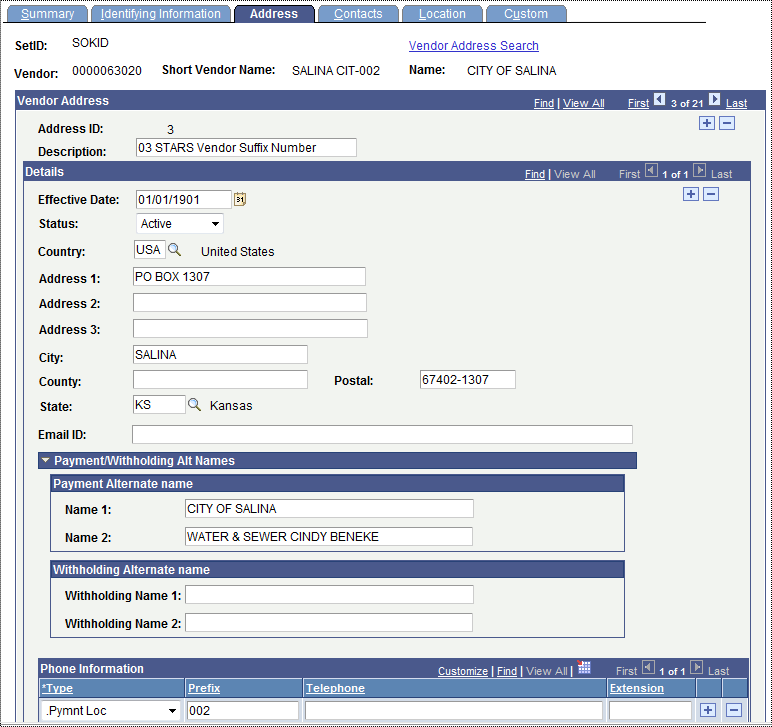 Summary Identifying Information Address Contacts Location Custom
SetID: SOKID Vendor Address Search
Vendor: 0000063020 Short Vendor Name: SALINA CIT-002 Name: CITY OF SALINA
Vendor Address Find | View All First 3 of 21 Last
Address ID: 3
Description: 03 STARS Vendor Suffix Number
Details Find | View All First 1 of 1 Last
Effective Date: 01/01/1901 31
Status: Active
Country: USA United States
Address 1: PO BOX 1307
Address 2:
Address 3:
City: SALINA
County: Postal: 67402-1307
State: KS Kansas
Email ID:
Payment/Withholding Alt Names
Payment Alternate name
Name 1: CITY OF SALINA
Name 2: WATER & SEWER CINDY BENEKE
Withholding Alternate name
Withholding Name 1:
Withholding Name 2:
Phone Information Customize | Find | View All | First 1 of 1 Last
*Type Prefix Telephone Extension
.Pymnt Loc 002